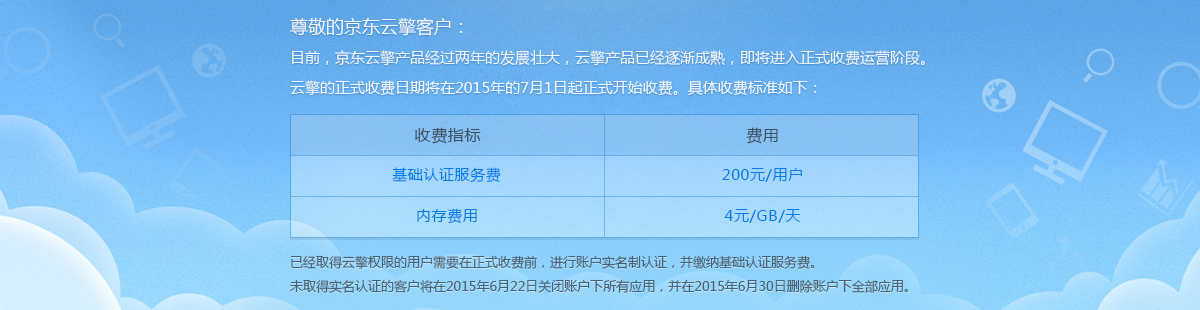 尊敬的京东云擎客户：
目前，京东云擎产品经过两年的发展壮大，云擎产品已经逐渐成熟，即将进入正式收费运营阶段。
云擎的正式收费日期将在2015年的7月1日起正式开始收费。具体收费标准如下：
收费指标 费用
基础认证服务费 200元/用户
内存费用 4元/GB/天
已经取得云擎权限的用户需要在正式收费前，进行账户实名制认证，并缴纳基础认证服务费。
未取得实名认证的客户将在2015年6月22日关闭账户下所有应用，并在2015年6月30日删除账户下全部应用。